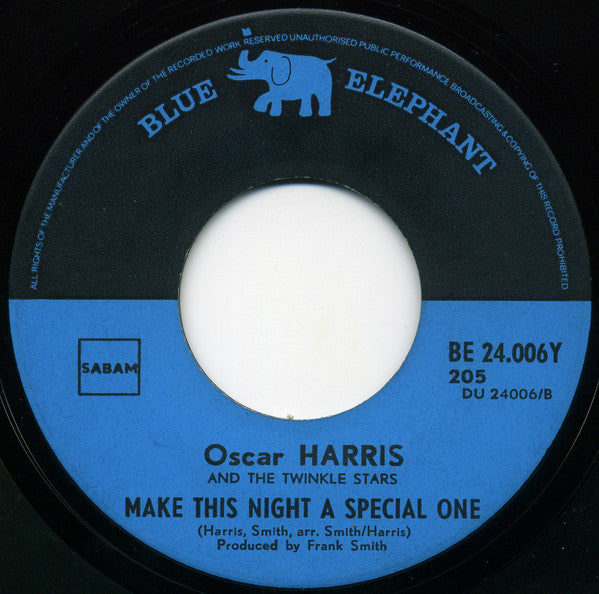 ALL RIGHTS OF THE MANUFACTURER AND OF THE OWNER OF THE RECORDED WORK RESERVED UNAUTHORISED PUBLIC PERFORMANCE BROADCASTING & COPYING OF THIS RECORD PROHIBITED
BLUE ELEPHANT
SABAM
BE 24.006Y
205
DU 24006/B
Oscar HARRIS
AND THE TWINKLE STARS
MAKE THIS NIGHT A SPECIAL ONE
(Harris, Smith, arr. Smith/Harris)
Produced by Frank Smith